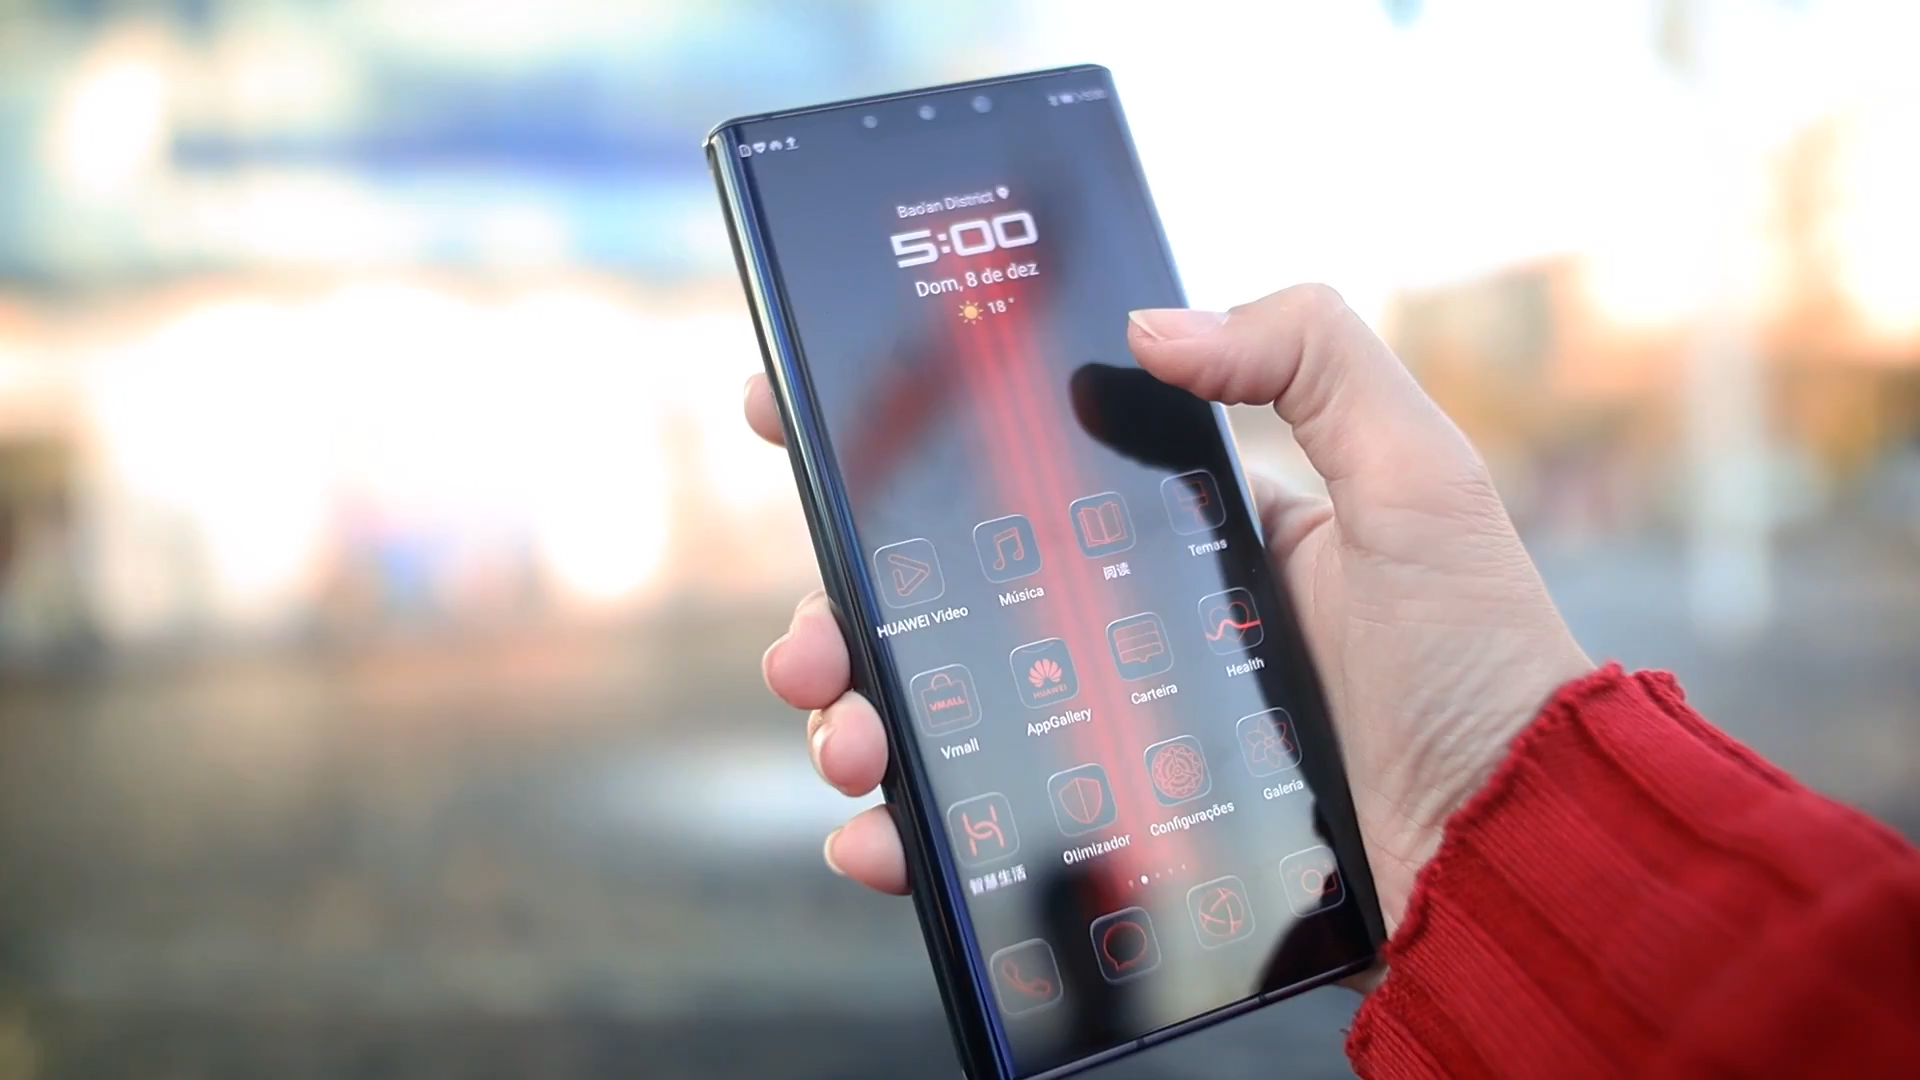 Bao'an District
5:00
Dom, 8 de dez
18°
HUAWEI Vídeo
Música
阅读
Temas
VMALL
Vmall
HUAWEI
AppGallery
Carteira
Health
智慧生活
Otimizador
Configurações
Galeria